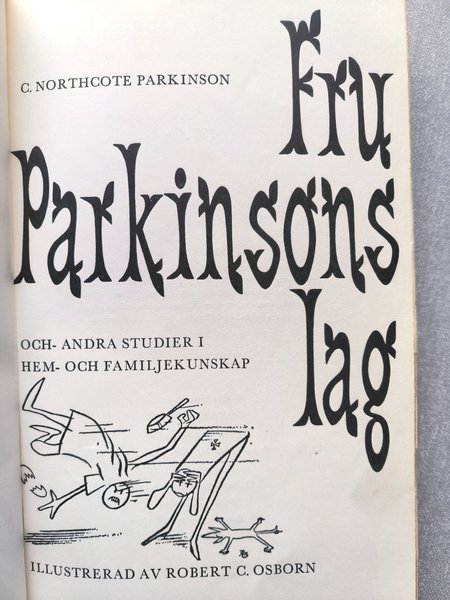 C. NORTHCOTE PARKINSON
Fru
Parkinsons
lag
OCH- ANDRA STUDIER I
HEM- OCH FAMILJEKUNSKAP
ILLUSTRERAD AV ROBERT C. OSBORN